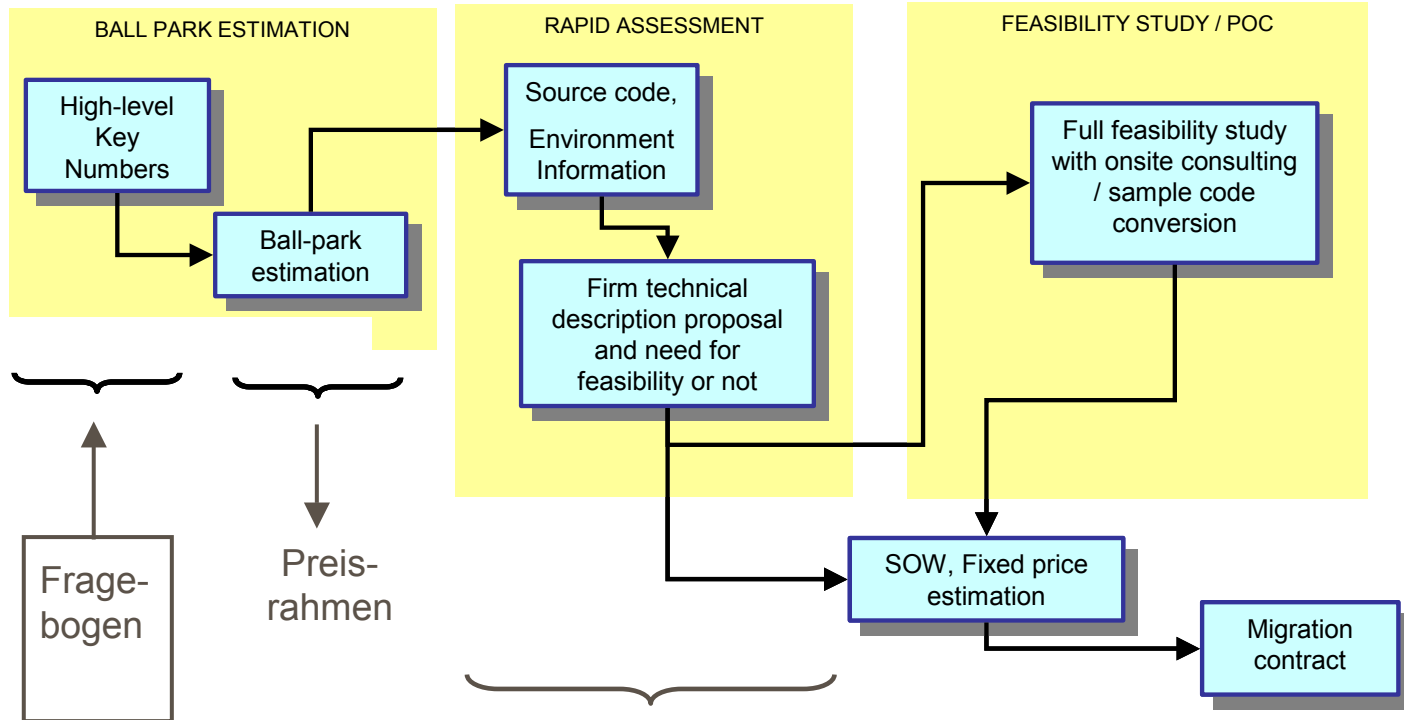 BALL PARK ESTIMATION
High-level
Key
Numbers
Ball-park
estimation
RAPID ASSESSMENT
Source code,
Environment
Information
Firm technical
description proposal
and need for
feasibility or not
FEASIBILITY STUDY / POC
Full feasibility study
with onsite consulting
/ sample code
conversion
Frage-
bogen
Preis-
rahmen
SOW, Fixed price
estimation
Migration
contract